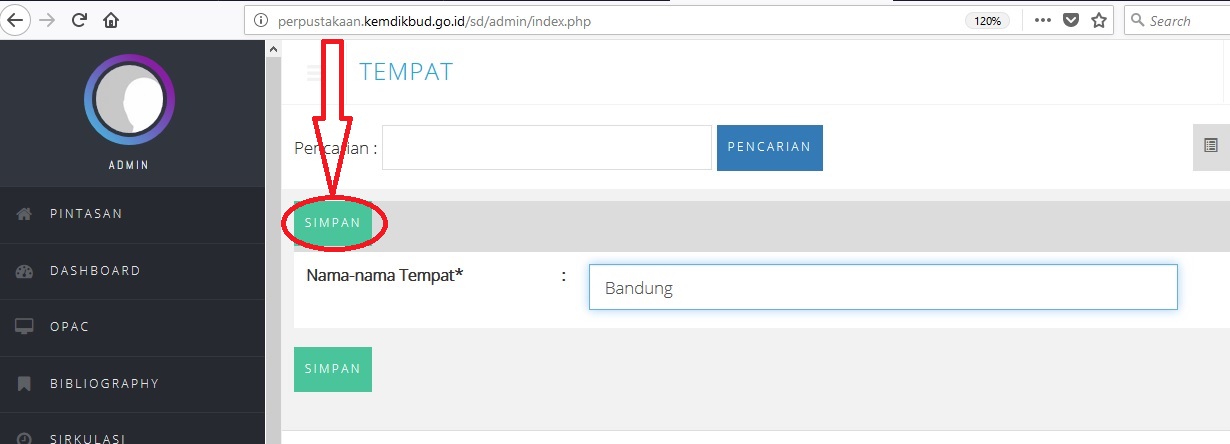 perpustakaan.kemdikbud.go.id/sd/admin/index.php
120%
Search
ADMIN
PINTASAN
DASHBOARD
OPAC
BIBLIOGRAPHY
SIRKULASI
TEMPAT
Pencarian :
PENCARIAN
SIMPAN
Nama-nama Tempat* : Bandung
SIMPAN